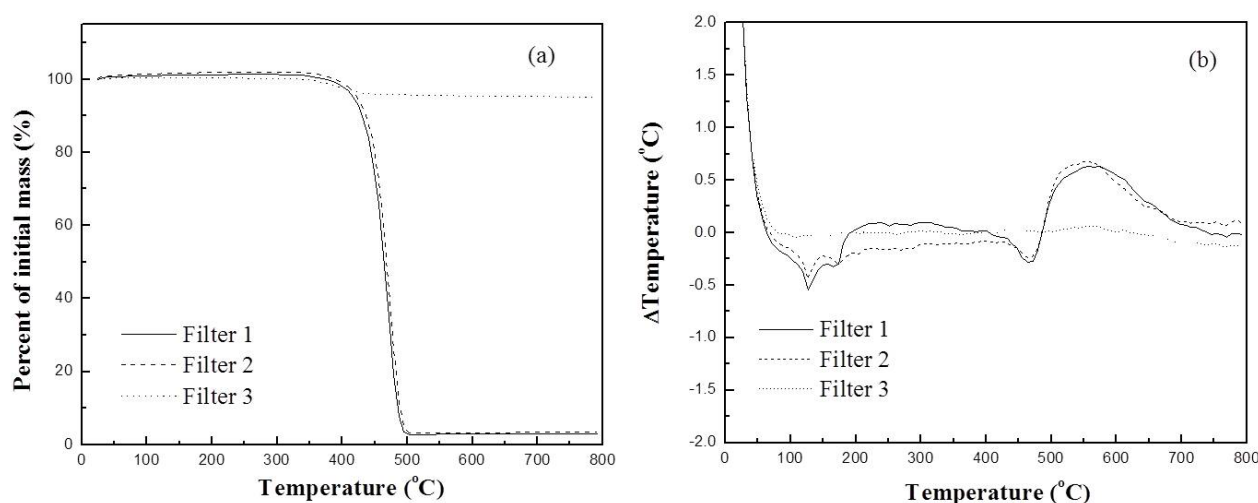 (a)
Percent of initial mass (%)
100
80
60
40
20
0
Filter 1
Filter 2
Filter 3
0 100 200 300 400 500 600 700 800
Temperature (°C)
(b)
ΔTemperature (°C)
2.0
1.5
1.0
0.5
0.0
-0.5
-1.0
-1.5
-2.0
Filter 1
Filter 2
Filter 3
0 100 200 300 400 500 600 700 800
Temperature (°C)